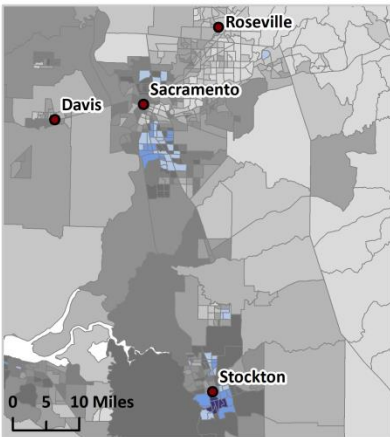 Roseville
Sacramento
Davis
Stockton
0 5 10 Miles